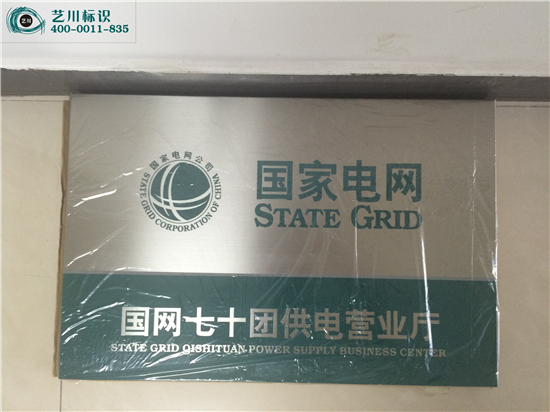 艺川标识
400-0011-835
国家电网公司
STATE GRID CORPORATION OF CHINA
国家电网
STATE GRID
国网七十团供电营业厅
STATE GRID QISHITUAN POWER SUPPLY BUSINESS CENTER